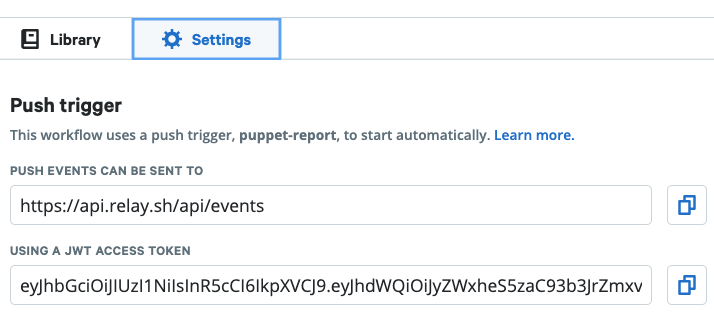 Library
Settings
Push trigger
This workflow uses a push trigger, puppet-report, to start automatically. Learn more.
PUSH EVENTS CAN BE SENT TO
https://api.relay.sh/api/events
USING A JWT ACCESS TOKEN
eyJhbGciOiJIUzI1NiIsInR5cCI6IkpXVCJ9.eyJhdWQiOiJyZWxheS5zaC93b3JrZmxv